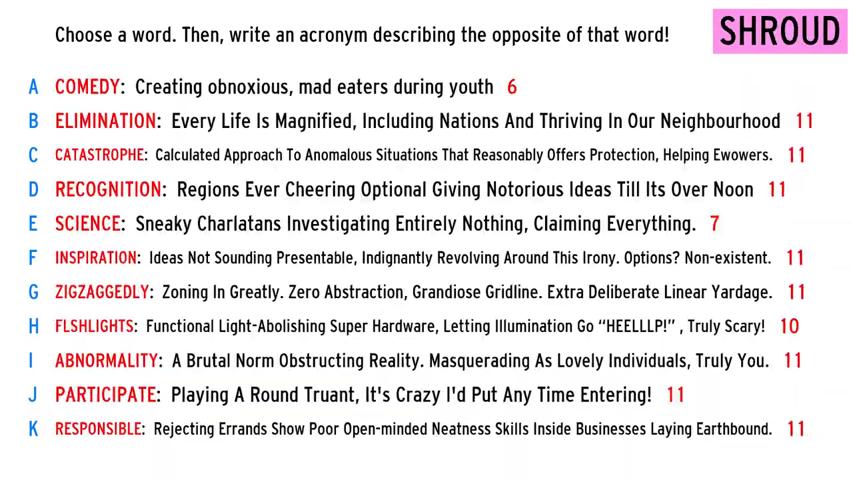 Choose a word. Then, write an acronym describing the opposite of that word!
SHROUD
A COMEDY: Creating obnoxious, mad eaters during youth 6
B ELIMINATION: Every Life Is Magnified, Including Nations And Thriving In Our Neighbourhood 11
C CATASTROPHE: Calculated Approach To Anomalous Situations That Reasonably Offers Protection, Helping Ewowers. 11
D RECOGNITION: Regions Ever Cheering Optional Giving Notorious Ideas Till Its Over Noon 11
E SCIENCE: Sneaky Charlatans Investigating Entirely Nothing, Claiming Everything. 7
F INSPIRATION: Ideas Not Sounding Presentable, Indignantly Revolving Around This Irony. Options? Non-existent. 11
G ZIGZAGGEDLY: Zoning In Greatly. Zero Abstraction, Grandiose Gridline. Extra Deliberate Linear Yardage. 11
H FLSHLIGHTS: Functional Light-Abolishing Super Hardware, Letting Illumination Go “HEELLLP!” , Truly Scary! 10
I ABNORMALITY: A Brutal Norm Obstructing Reality. Masquerading As Lovely Individuals, Truly You. 11
J PARTICIPATE: Playing A Round Truant, It's Crazy I'd Put Any Time Entering! 11
K RESPONSIBLE: Rejecting Errands Show Poor Open-minded Neatness Skills Inside Businesses Laying Earthbound. 11